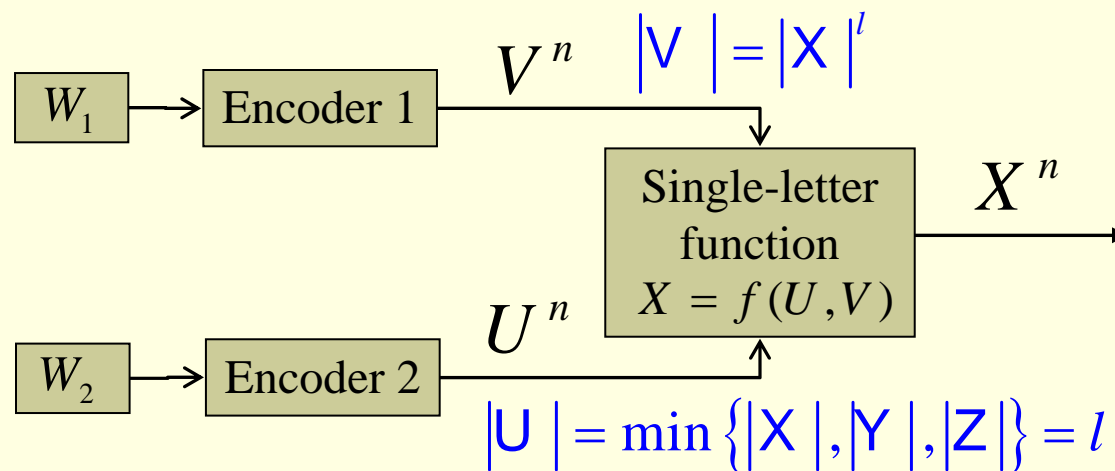 V^n
|V| = |X|^l
W_1
Encoder 1
Single-letter
function
X = f(U,V)
X^n
U^n
W_2
Encoder 2
|U| = min{|X|,|Y|,|Z|} = l